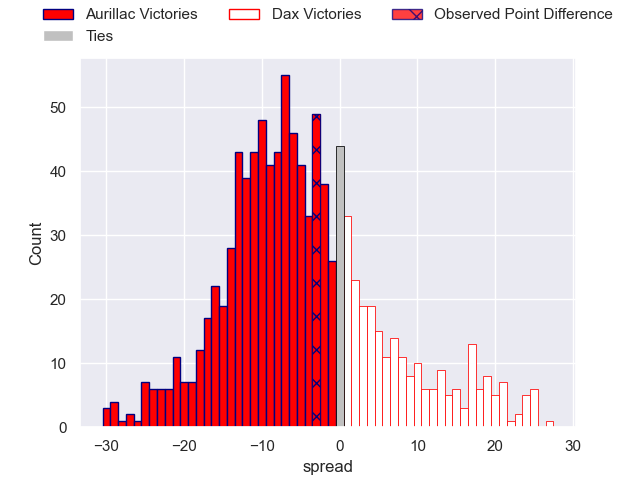 Aurillac Victories
Dax Victories
Observed Point Difference
Ties
Count
50
40
30
20
10
0
−30
−20
−10
0
10
20
30
spread